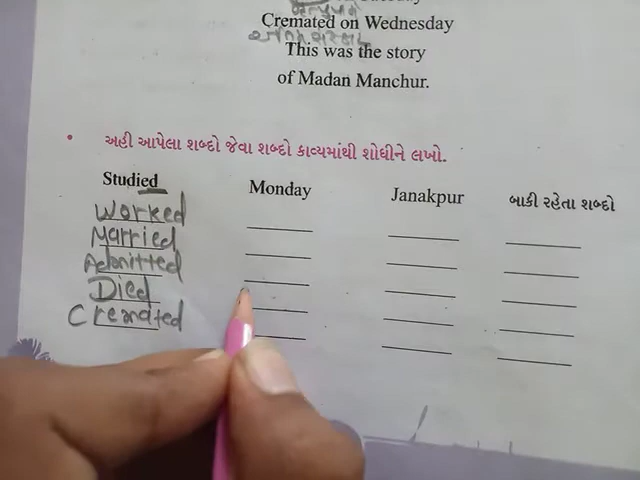 Cremated on Wednesday
This was the story
of Madan Manchur.
• અહી આપેલા શબ્દો જેવા શબ્દો કાવ્યમાંથી શોધીને લખો.
Studied Monday Janakpur બાકી રહેતા શબ્દો
Worked
Married
Admitted
Died
Cremated